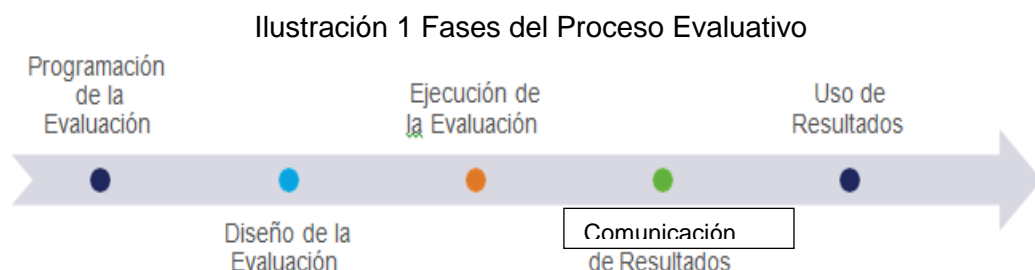 Ilustración 1 Fases del Proceso Evaluativo
Programación
de la
Evaluación
Diseño de la
Evaluación
Ejecución de
la Evaluación
Comunicación
de Resultados
Uso de
Resultados